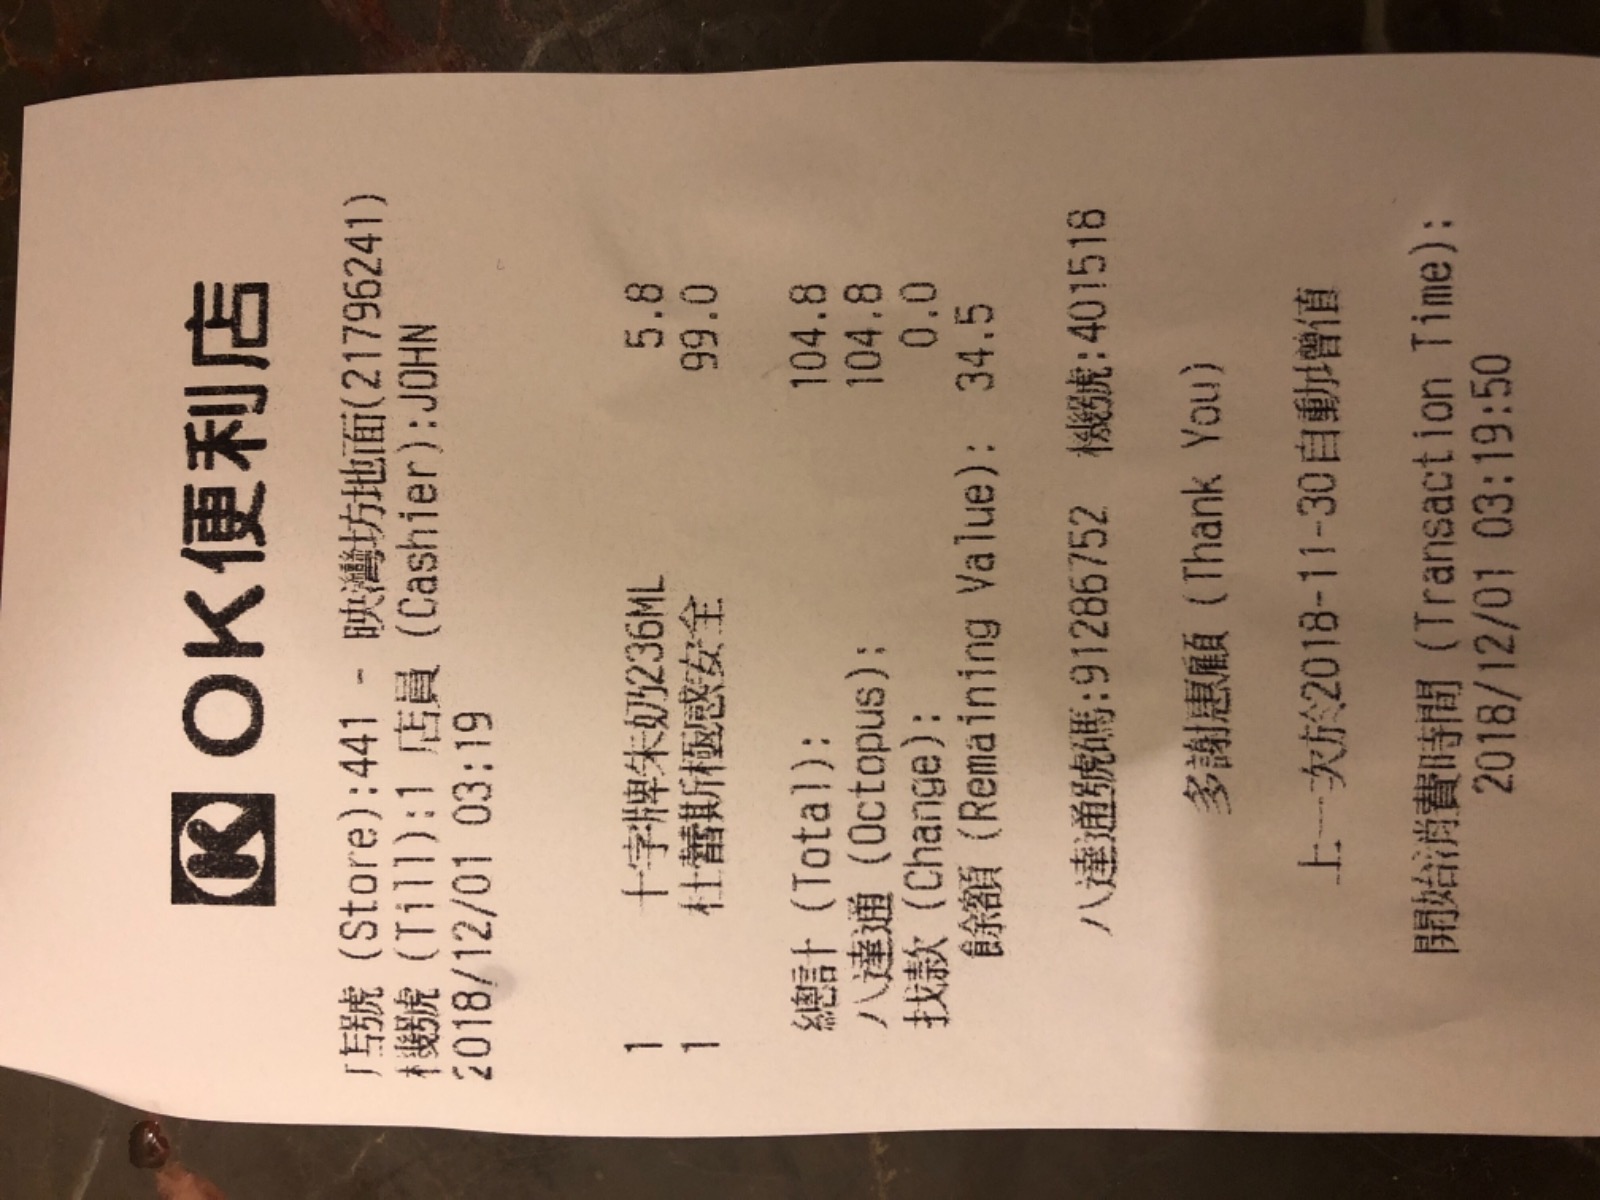 OK便利店
店號 (Store):441 - 映灣坊地面(21796241)
機號 (Till):1 店員 (Cashier):JOHN
2018/12/01 03:19
1 十字牌朱奶236ML 5.8
1 杜蕾斯極感安全 99.0
總計 (Total): 104.8
八達通 (Octopus): 104.8
找款 (Change): 0.0
餘額 (Remaining Value): 34.5
八達通號碼:91286752 機號:401518
多謝惠顧 (Thank You)
上一次於2018-11-30自動增值
開始消費時間 (Transaction Time):
2018/12/01 03:19:50